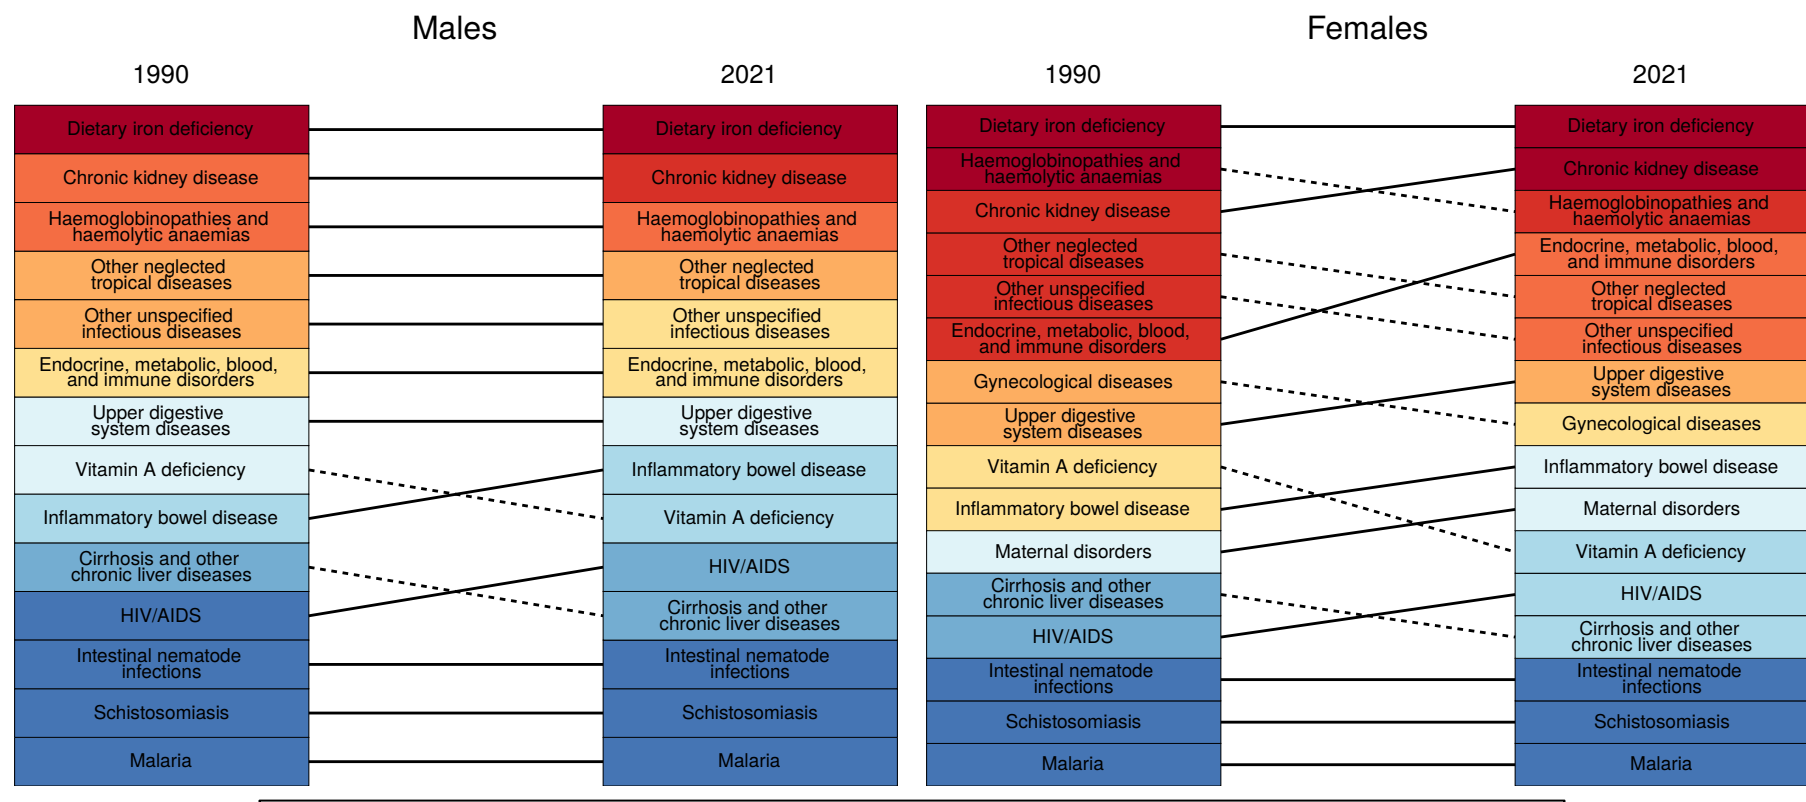 Males
1990
2021
Dietary iron deficiency
Chronic kidney disease
Haemoglobinopathies and
haemolytic anaemias
Other neglected
tropical diseases
Other unspecified
infectious diseases
Endocrine, metabolic, blood,
and immune disorders
Upper digestive
system diseases
Vitamin A deficiency
Inflammatory bowel disease
Cirrhosis and other
chronic liver diseases
HIV/AIDS
Intestinal nematode
infections
Schistosomiasis
Malaria
Dietary iron deficiency
Chronic kidney disease
Haemoglobinopathies and
haemolytic anaemias
Other neglected
tropical diseases
Other unspecified
infectious diseases
Endocrine, metabolic, blood,
and immune disorders
Upper digestive
system diseases
Inflammatory bowel disease
Vitamin A deficiency
HIV/AIDS
Cirrhosis and other
chronic liver diseases
Intestinal nematode
infections
Schistosomiasis
Malaria
Females
1990
2021
Dietary iron deficiency
Haemoglobinopathies and
haemolytic anaemias
Chronic kidney disease
Other neglected
tropical diseases
Other unspecified
infectious diseases
Endocrine, metabolic, blood,
and immune disorders
Gynecological diseases
Upper digestive
system diseases
Vitamin A deficiency
Inflammatory bowel disease
Maternal disorders
Cirrhosis and other
chronic liver diseases
HIV/AIDS
Intestinal nematode
infections
Schistosomiasis
Malaria
Dietary iron deficiency
Chronic kidney disease
Haemoglobinopathies and
haemolytic anaemias
Endocrine, metabolic, blood,
and immune disorders
Other neglected
tropical diseases
Other unspecified
infectious diseases
Upper digestive
system diseases
Gynecological diseases
Inflammatory bowel disease
Maternal disorders
Vitamin A deficiency
HIV/AIDS
Cirrhosis and other
chronic liver diseases
Intestinal nematode
infections
Schistosomiasis
Malaria